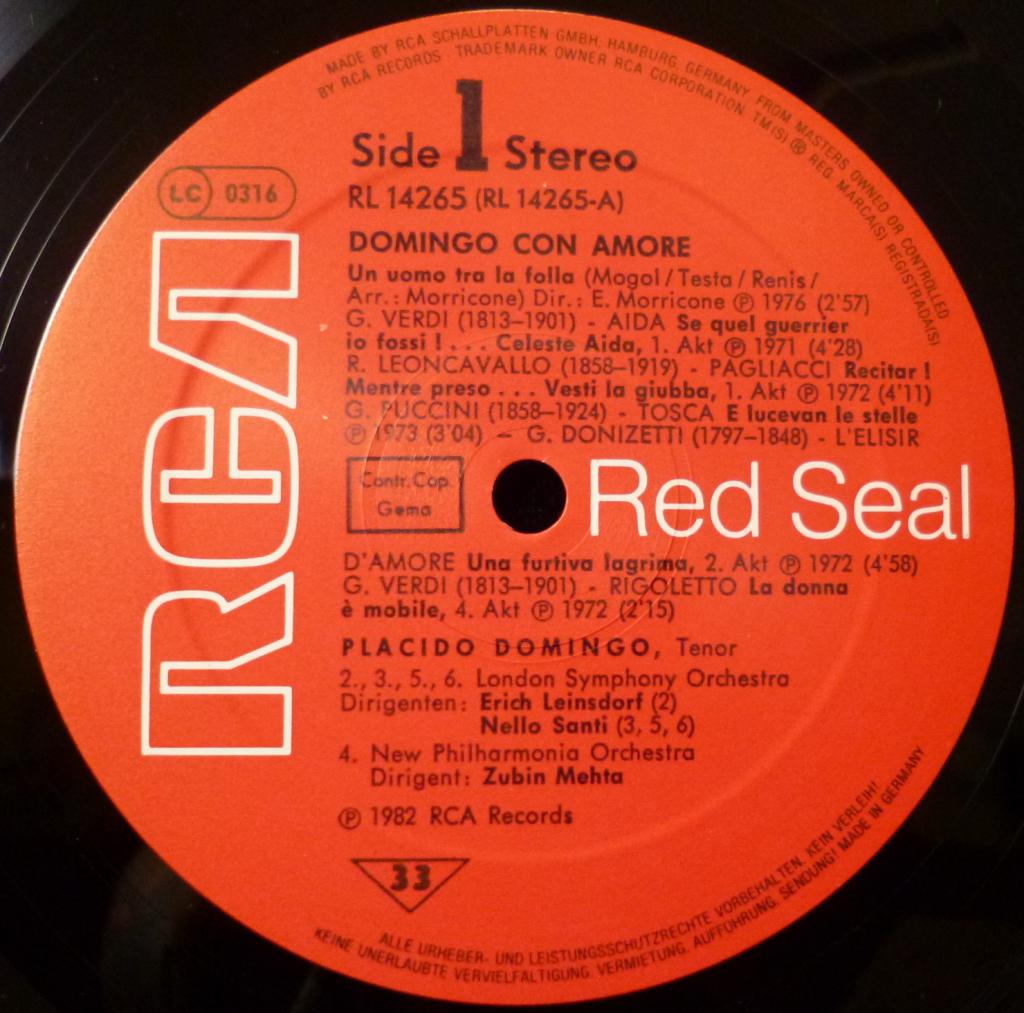 MADE BY RCA SCHALLPLATTEN GMBH, HAMBURG, GERMANY, FROM MASTERS OWNED OR CONTROLLED
BY RCA RECORDS · TRADEMARK OWNER RCA CORPORATION. TM(S) ® REG. MARCA(S) REGISTRADA(S)
Side 1 Stereo
LC 0316
RL 14265 (RL 14265-A)
RCA
DOMINGO CON AMORE
Un uomo tra la folla (Mogol/Testa/Renis/
Arr.: Morricone) Dir.: E. Morricone ℗ 1976 (2'57)
G. VERDI (1813–1901) - AIDA Se quel guerrier
io fossi ! . . . Celeste Aida, 1. Akt ℗ 1971 (4'28)
R. LEONCAVALLO (1858–1919) - PAGLIACCI Recitar !
Mentre preso . . . Vesti la giubba, 1. Akt ℗ 1972 (4'11)
G. PUCCINI (1858–1924) - TOSCA E lucevan le stelle
℗ 1973 (3'04) – G. DONIZETTI (1797–1848) - L'ELISIR
Contr. Cop.
Gema
Red Seal
D'AMORE Una furtiva lagrima, 2. Akt ℗ 1972 (4'58)
G. VERDI (1813–1901) - RIGOLETTO La donna
è mobile, 4. Akt ℗ 1972 (2'15)
PLACIDO DOMINGO, Tenor
2., 3., 5., 6. London Symphony Orchestra
Dirigenten: Erich Leinsdorf (2)
Nello Santi (3, 5, 6)
4. New Philharmonia Orchestra
Dirigent: Zubin Mehta
℗ 1982 RCA Records
33
ALLE URHEBER- UND LEISTUNGSSCHUTZRECHTE VORBEHALTEN. KEIN VERLEIH!
KEINE UNERLAUBTE VERVIELFÄLTIGUNG, VERMIETUNG, AUFFÜHRUNG, SENDUNG! MADE IN GERMANY